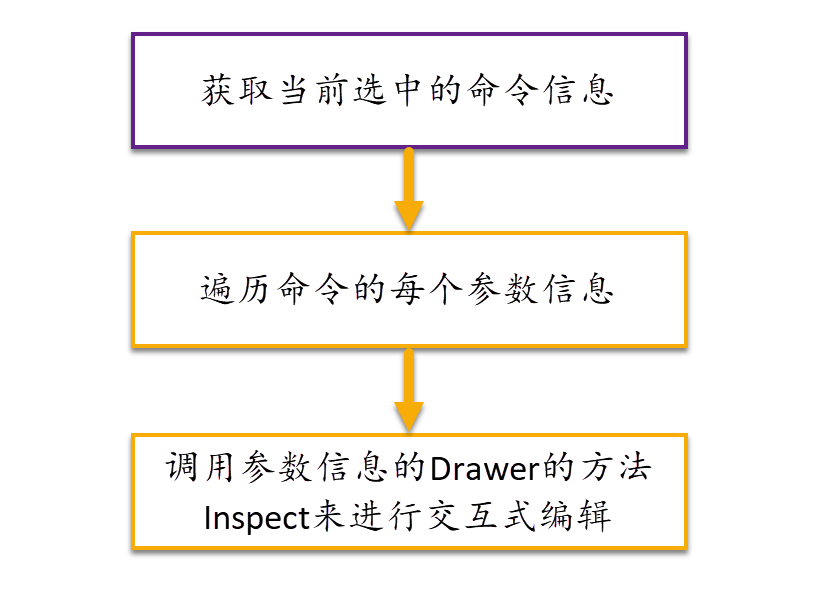 获取当前选中的命令信息
遍历命令的每个参数信息
调用参数信息的Drawer的方法
Inspect来进行交互式编辑